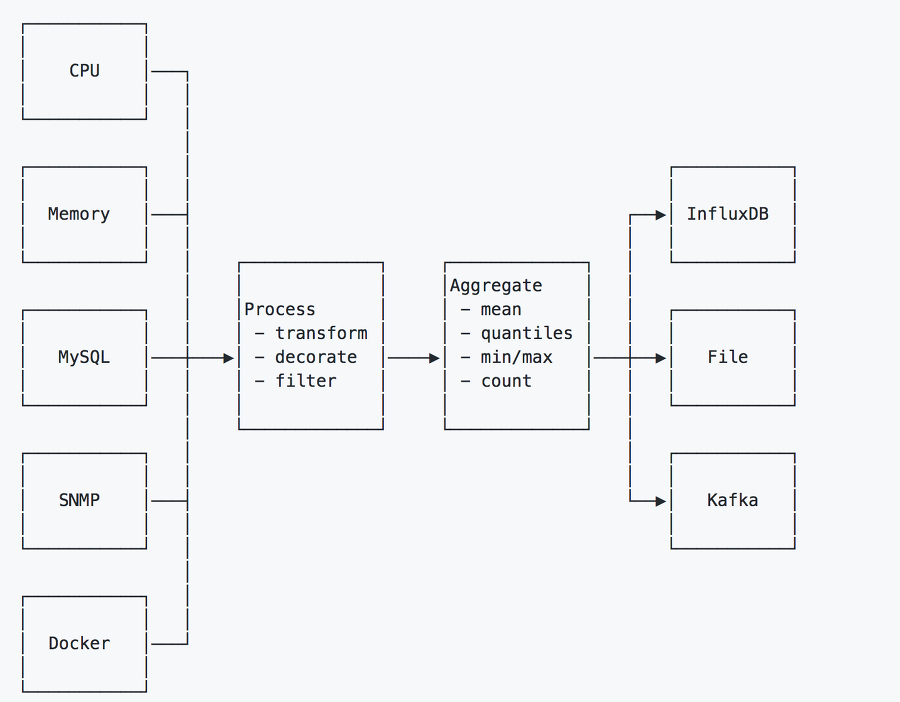 CPU
Memory
MySQL
SNMP
Docker
Process
– transform
– decorate
– filter
Aggregate
– mean
– quantiles
– min/max
– count
InfluxDB
File
Kafka